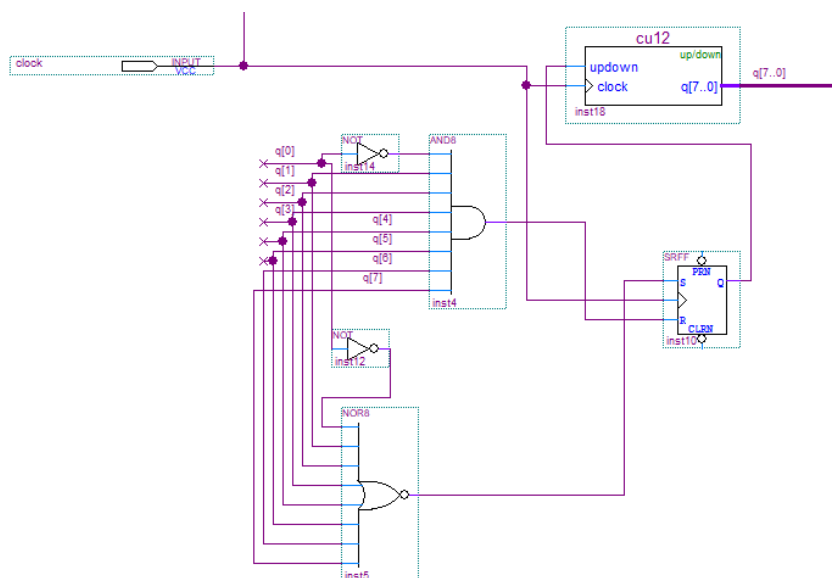 cu12
clock
INPUT
VCC
up/down
updown
clock
q[7..0]
q[7..0]
inst18
NOT
AND8
q[0]
inst14
q[1]
q[2]
q[3]
q[4]
q[5]
q[6]
q[7]
inst4
SRFF
PRN
S
Q
R
CLRN
inst10
NOT
inst12
NOR8
inst5